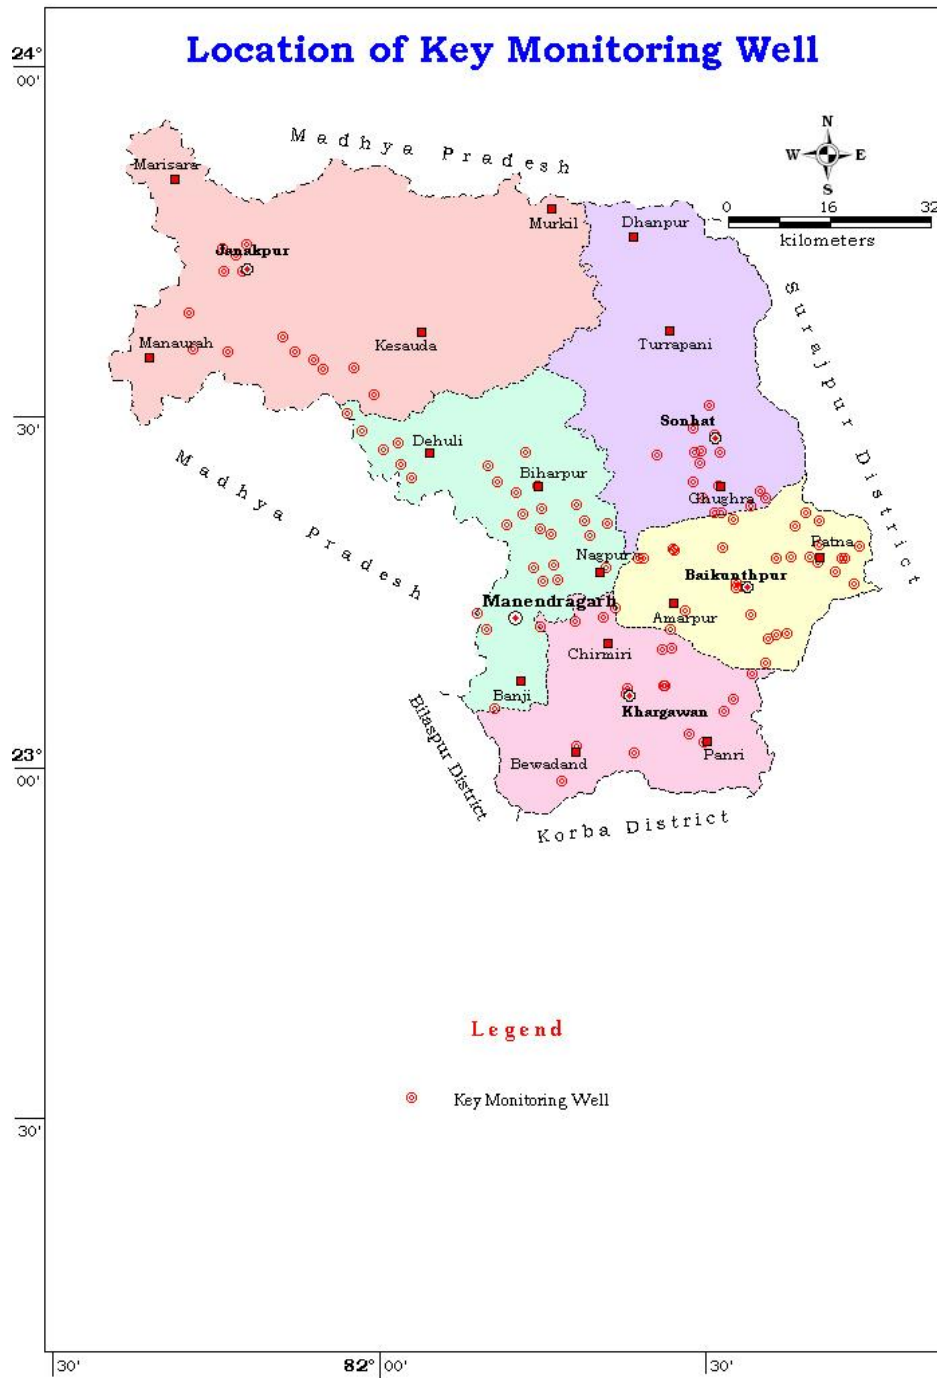 Location of Key Monitoring Well
24°
00'
Madhya Pradesh
N
W E
S
Marisara
0 16 32
kilometers
Murkil
Dhanpur
Janakpur
Surajpur District
Manaurah
Kesauda
Turrapani
30'
Sonhat
Madhya Pradesh
Dehuli
Biharpur
Ghughra
Nagpur
Patna
Baikunthpur
Manendragarh
Amarpur
Chirmiri
Banji
Bilaspur District
Khargawan
23°
00'
Bewadand
Panri
Korba District
Legend
Key Monitoring Well
30'
30' 82° 00' 30'